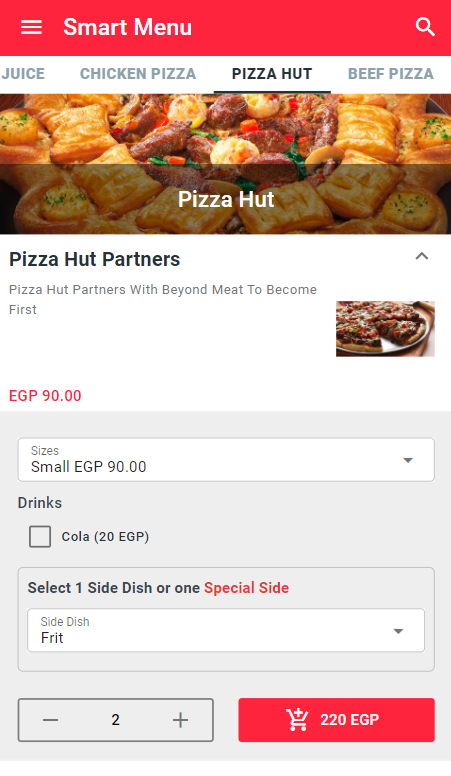 Smart Menu
JUICE CHICKEN PIZZA PIZZA HUT BEEF PIZZA
Pizza Hut
Pizza Hut Partners
Pizza Hut Partners With Beyond Meat To Become
First
EGP 90.00
Sizes
Small EGP 90.00
Drinks
Cola (20 EGP)
Select 1 Side Dish or one Special Side
Side Dish
Frit
2
220 EGP